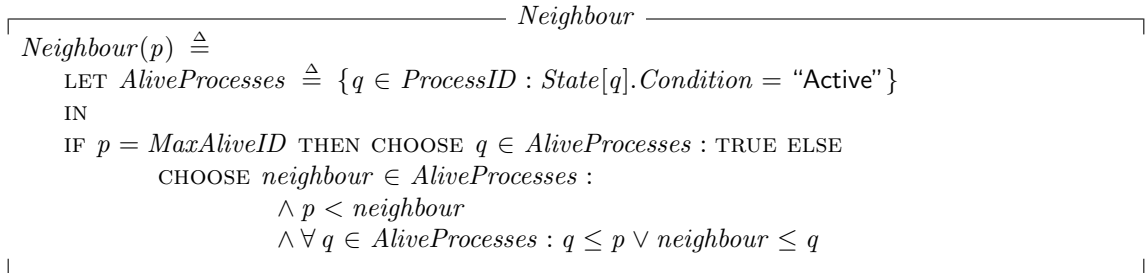 Neighbour
Neighbour(p) ≜
LET AliveProcesses ≜ {q ∈ ProcessID : State[q].Condition = “Active”}
IN
IF p = MaxAliveID THEN CHOOSE q ∈ AliveProcesses : TRUE ELSE
CHOOSE neighbour ∈ AliveProcesses :
∧ p < neighbour
∧ ∀ q ∈ AliveProcesses : q ≤ p ∨ neighbour ≤ q